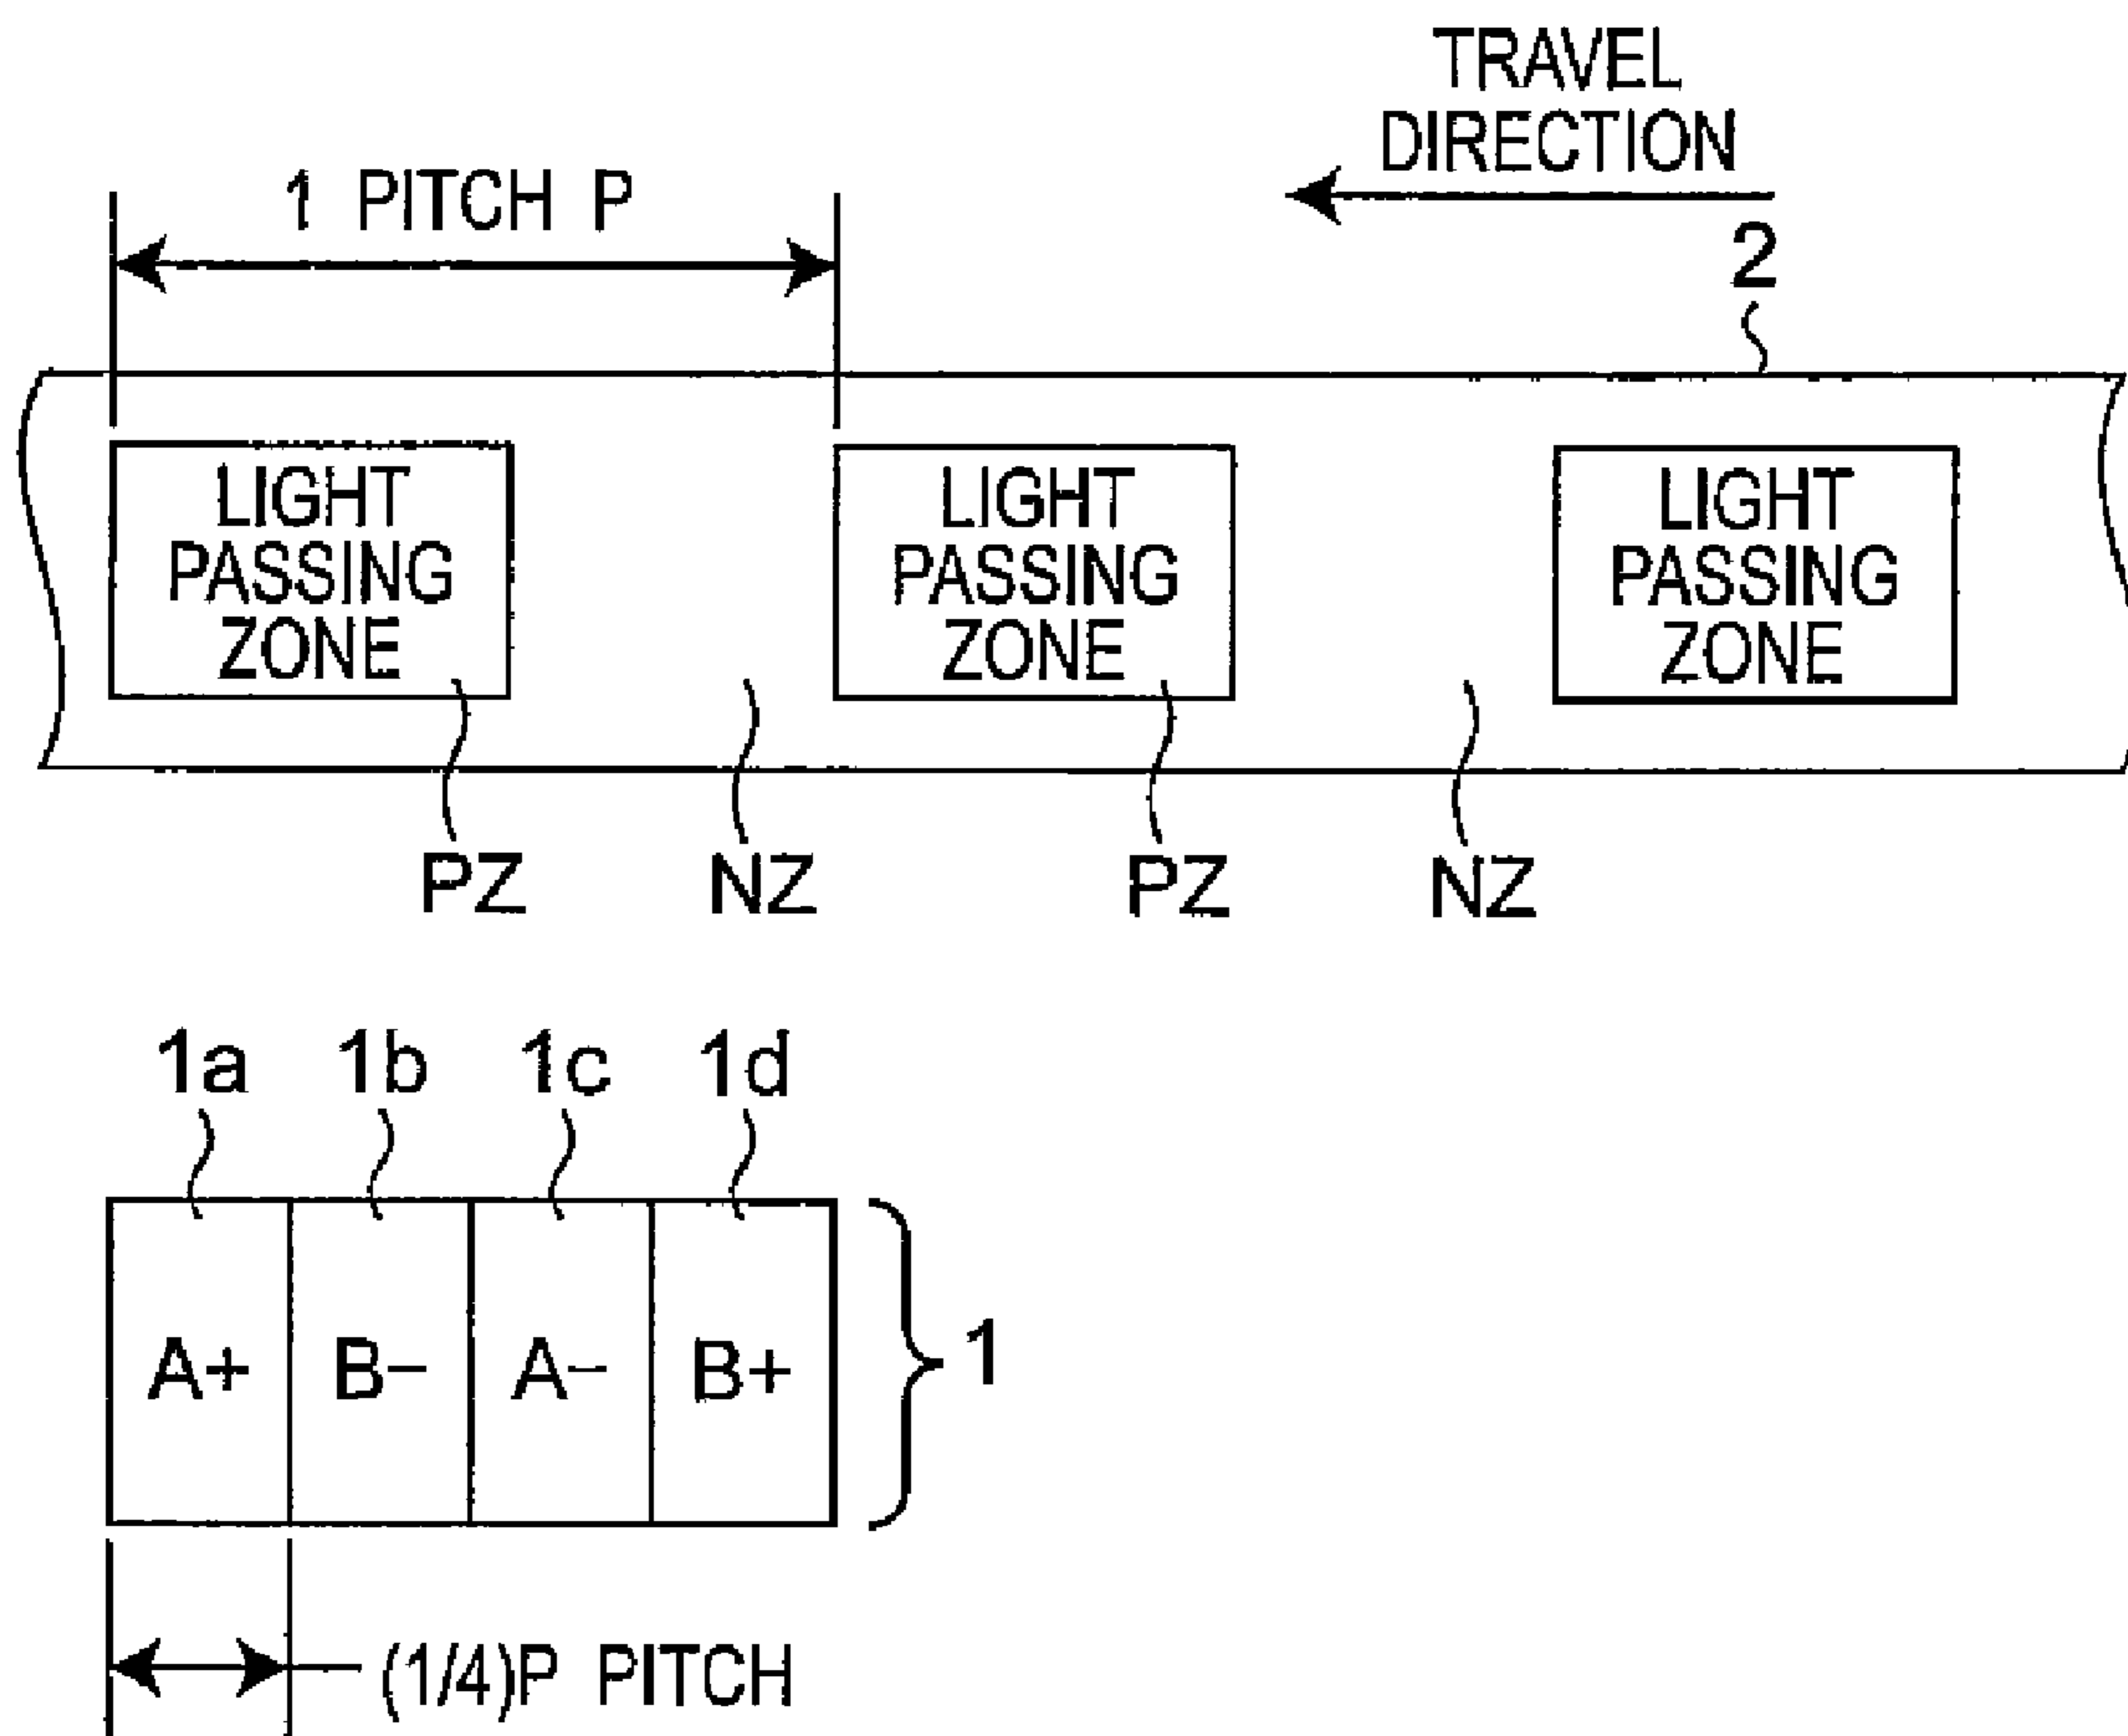 TRAVEL
DIRECTION
1 PITCH P
2
LIGHT
PASSING
ZONE
LIGHT
PASSING
ZONE
LIGHT
PASSING
ZONE
PZ NZ PZ NZ
1a 1b 1c 1d
A+ B− A− B+
1
(1/4)P PITCH